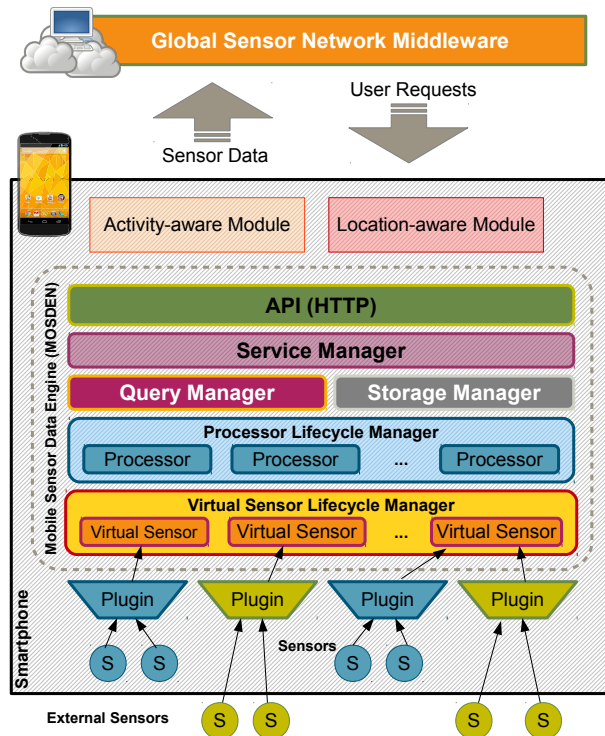 Global Sensor Network Middleware
User Requests
Sensor Data
Activity-aware Module
Location-aware Module
Mobile Sensor Data Engine (MOSDEN)
API (HTTP)
Service Manager
Query Manager
Storage Manager
Processor Lifecycle Manager
Processor
Processor
...
Processor
Virtual Sensor Lifecycle Manager
Virtual Sensor
Virtual Sensor
...
Virtual Sensor
Smartphone
Plugin
Plugin
Plugin
Plugin
Sensors
S
S
S
S
External Sensors
S
S
S
S